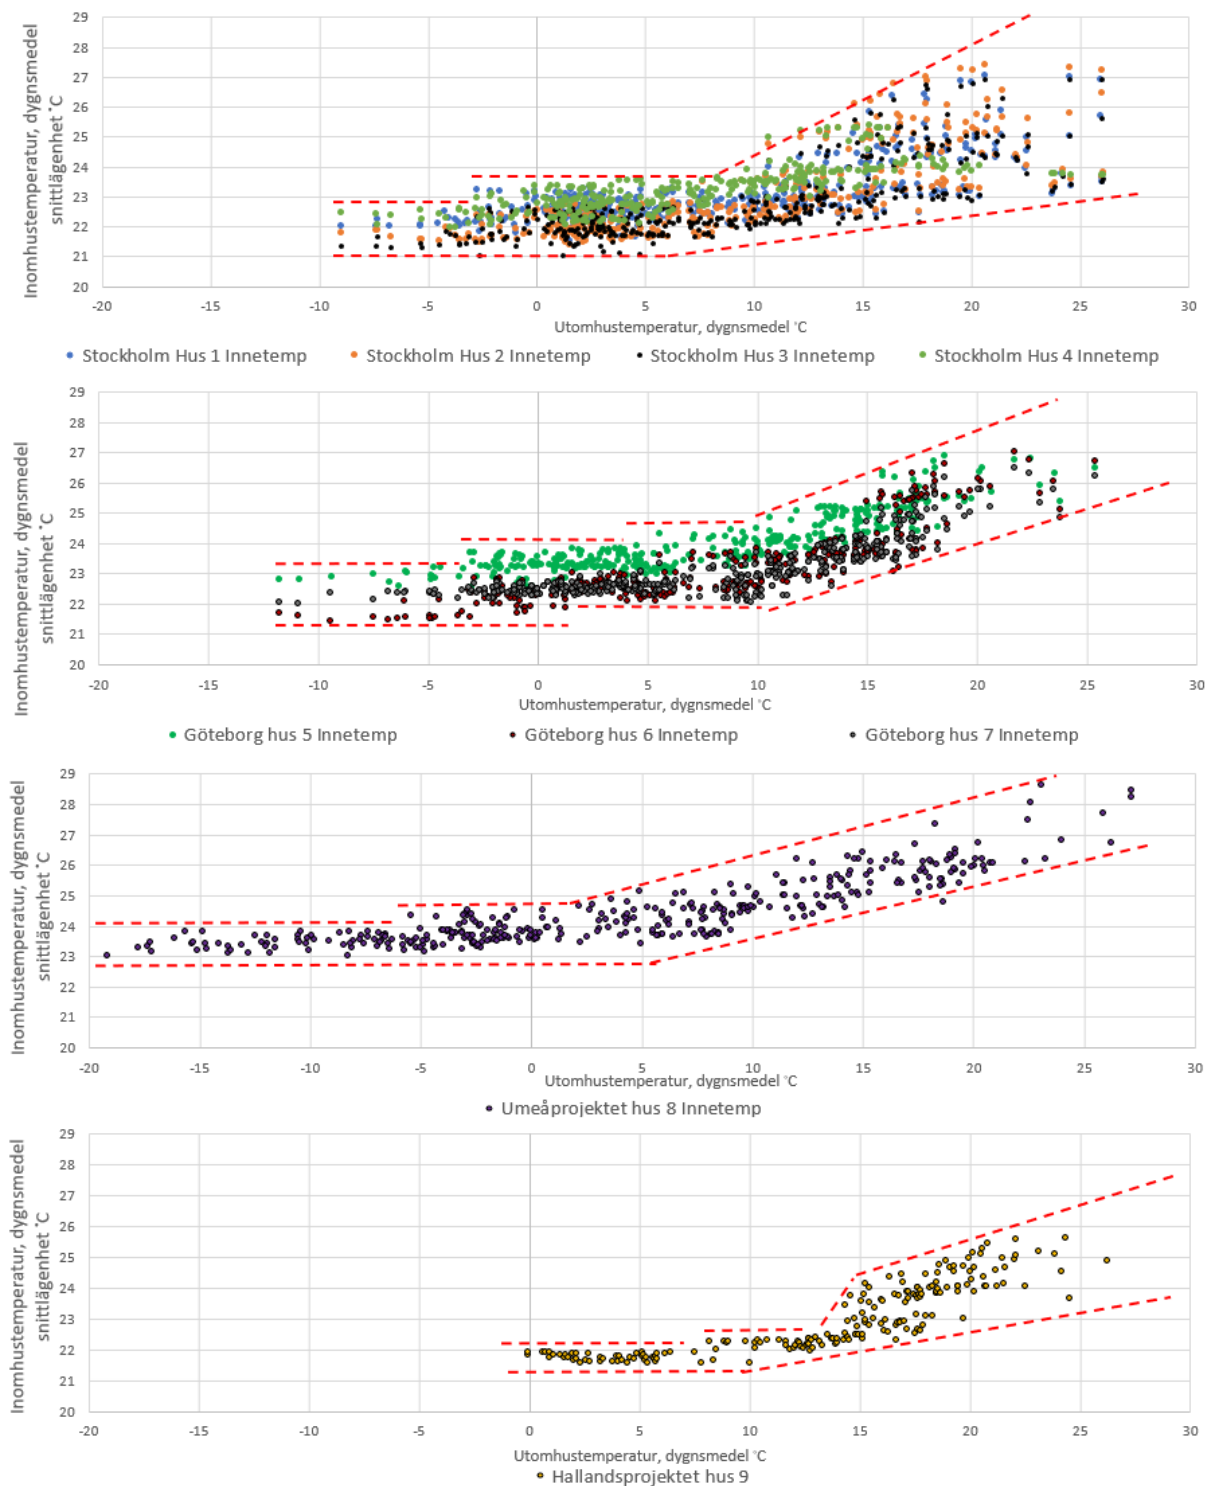 Inomhustemperatur, dygnsmedel
snittlägenhet °C
29
28
27
26
25
24
23
22
21
20
-20 -15 -10 -5 0 5 10 15 20 25 30
Utomhustemperatur, dygnsmedel °C
Stockholm Hus 1 Innetemp Stockholm Hus 2 Innetemp Stockholm Hus 3 Innetemp Stockholm Hus 4 Innetemp
Inomhustemperatur, dygnsmedel
snittlägenhet °C
29
28
27
26
25
24
23
22
21
20
-20 -15 -10 -5 0 5 10 15 20 25 30
Utomhustemperatur, dygnsmedel °C
Göteborg hus 5 Innetemp Göteborg hus 6 Innetemp Göteborg hus 7 Innetemp
Inomhustemperatur, dygnsmedel
snittlägenhet °C
29
28
27
26
25
24
23
22
21
20
-20 -15 -10 -5 0 5 10 15 20 25 30
Utomhustemperatur, dygnsmedel °C
Umeåprojektet hus 8 Innetemp
Inomhustemperatur, dygnsmedel
snittlägenhet °C
29
28
27
26
25
24
23
22
21
20
-20 -15 -10 -5 0 5 10 15 20 25 30
Utomhustemperatur, dygnsmedel °C
Hallandsprojektet hus 9